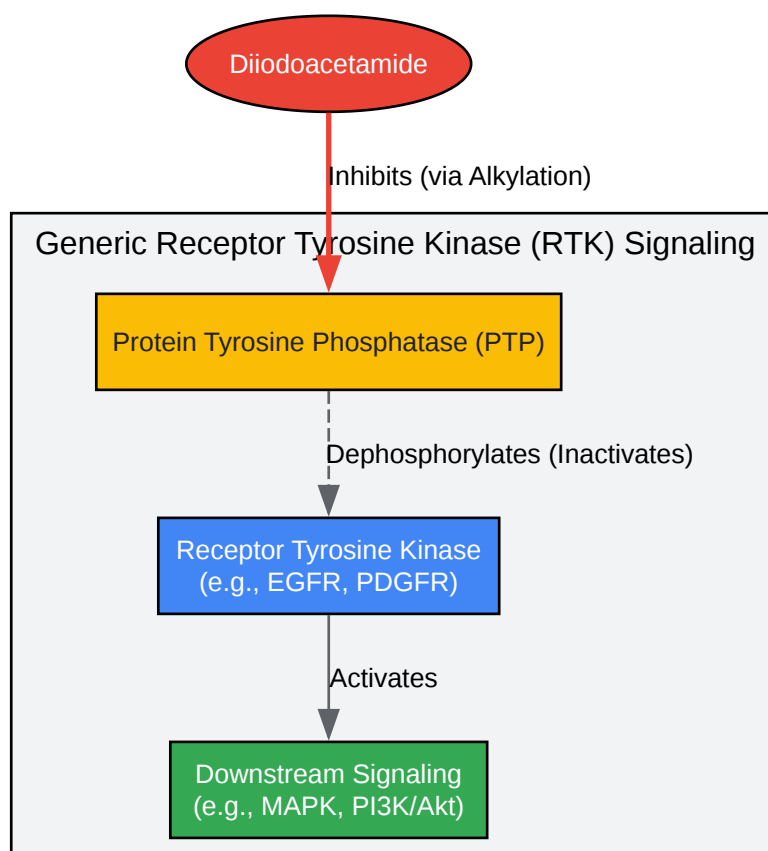 Diiodoacetamide
Inhibits (via Alkylation)
Generic Receptor Tyrosine Kinase (RTK) Signaling
Protein Tyrosine Phosphatase (PTP)
Dephosphorylates (Inactivates)
Receptor Tyrosine Kinase
(e.g., EGFR, PDGFR)
Activates
Downstream Signaling
(e.g., MAPK, PI3K/Akt)